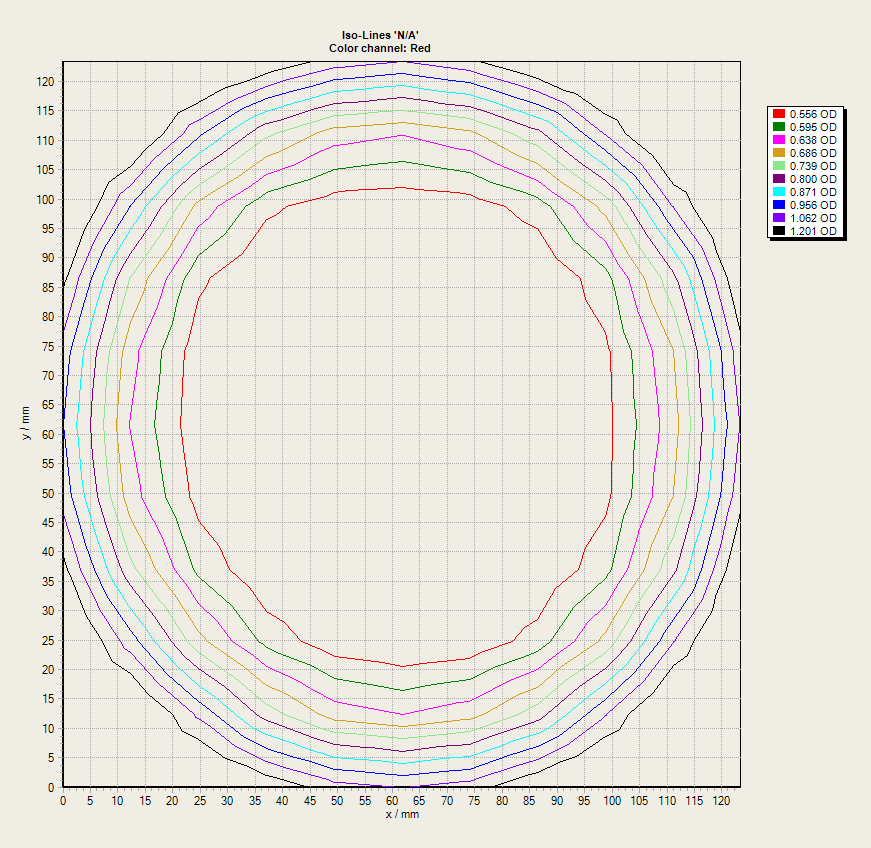 Iso-Lines 'N/A'
Color channel: Red
120
115
110
105
100
95
90
85
80
75
70
65
60
55
50
45
40
35
30
25
20
15
10
5
0
y / mm
0 5 10 15 20 25 30 35 40 45 50 55 60 65 70 75 80 85 90 95 100 105 110 115 120
x / mm
0.556 OD
0.595 OD
0.638 OD
0.686 OD
0.739 OD
0.800 OD
0.871 OD
0.956 OD
1.062 OD
1.201 OD